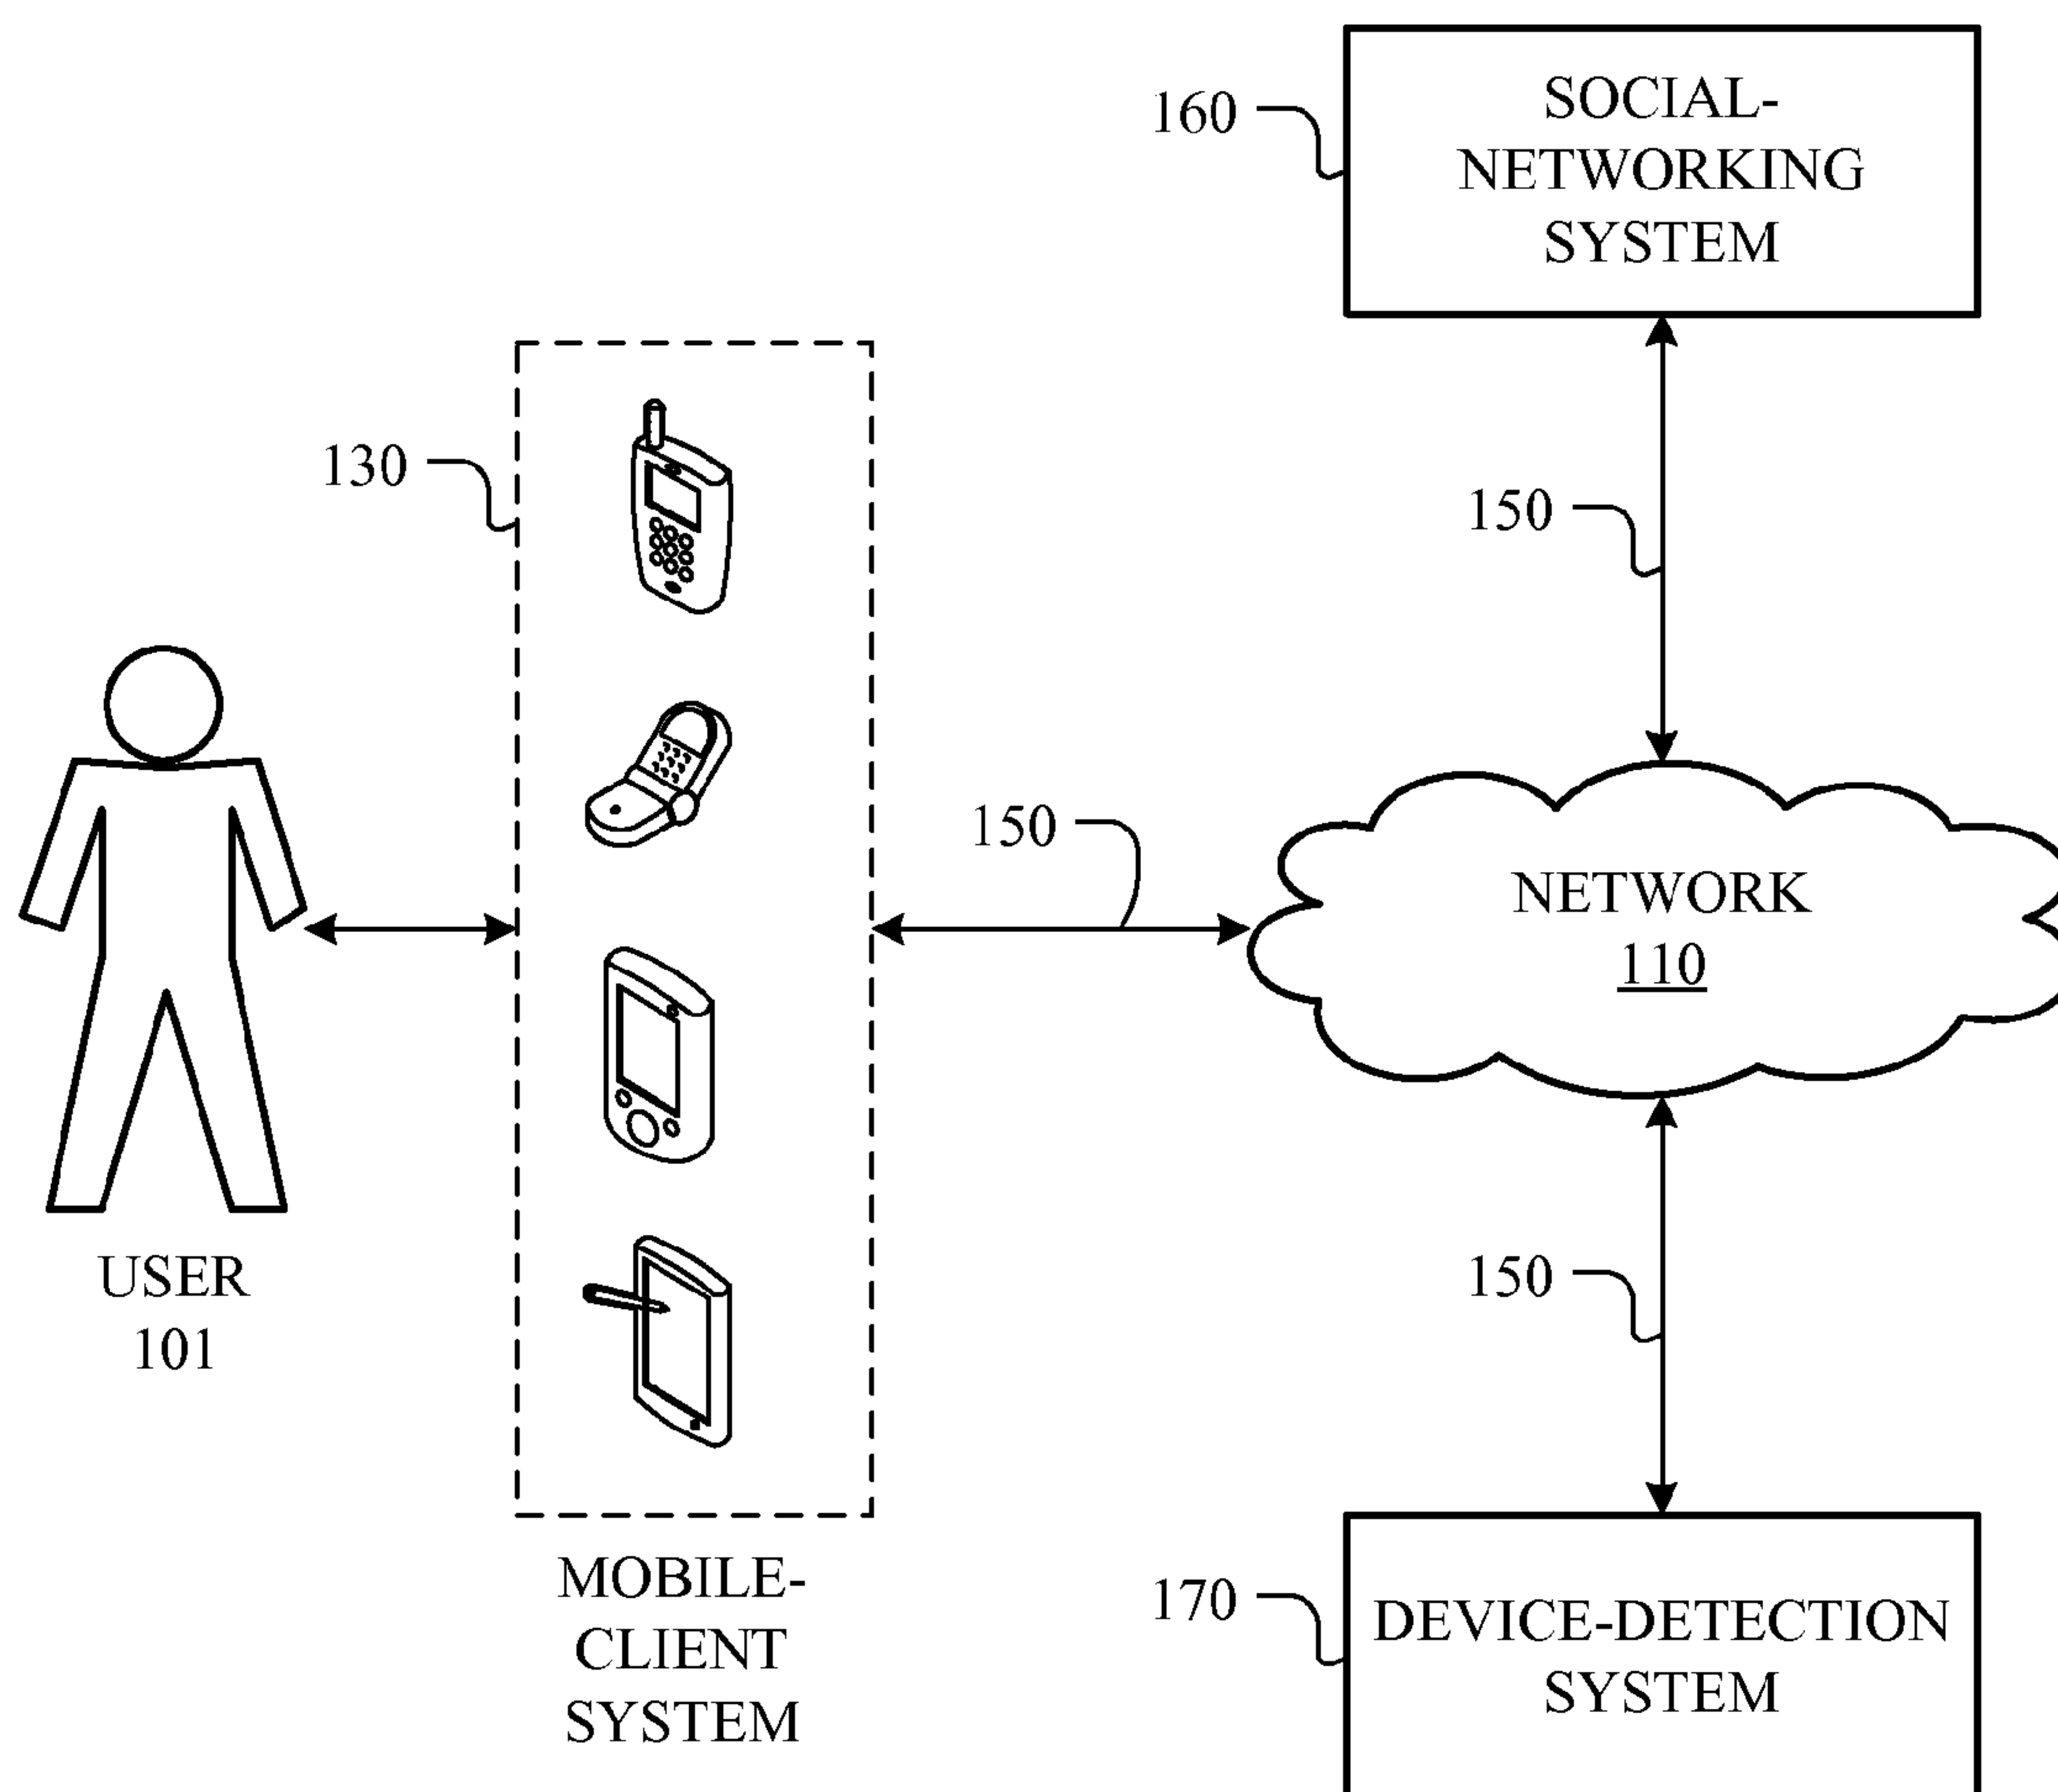 160
SOCIAL-
NETWORKING
SYSTEM
130
150
150
NETWORK
110
USER
101
150
MOBILE-
CLIENT
SYSTEM
170
DEVICE-DETECTION
SYSTEM